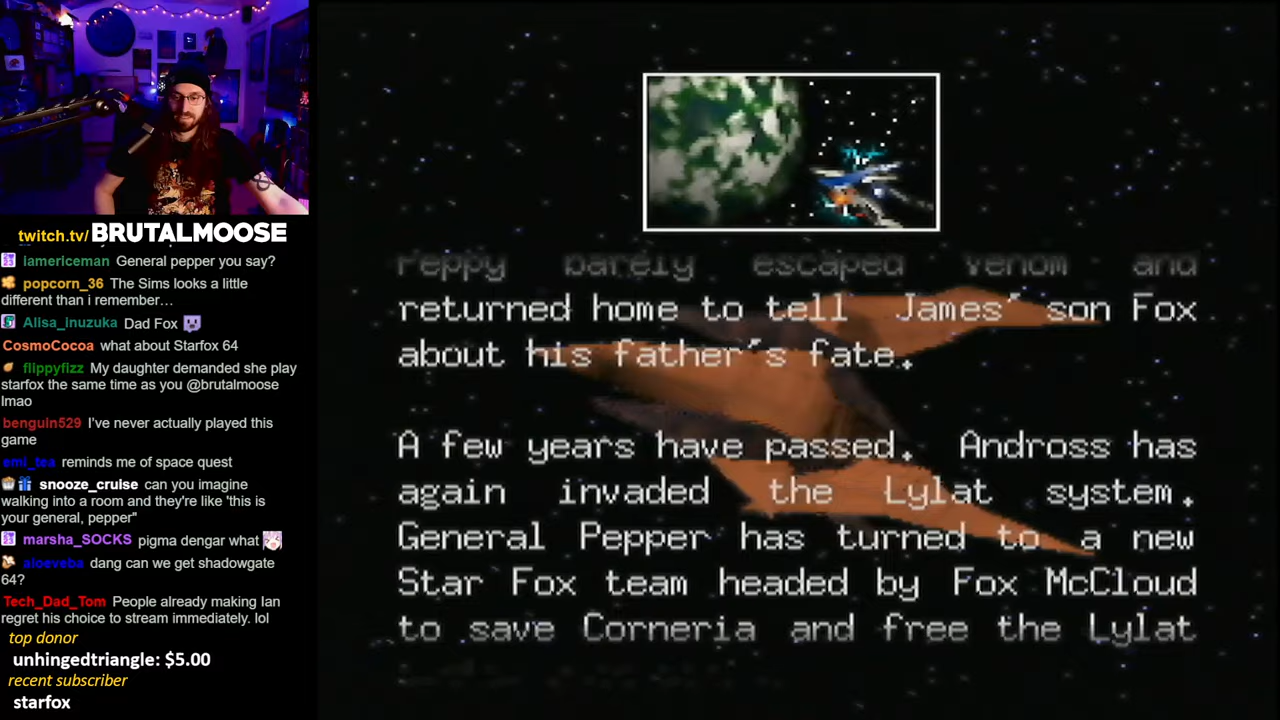 twitch.tv/BRUTALMOOSE
iamericeman General pepper you say?
popcorn_36 The Sims looks a little
different than i remember…
Alisa_inuzuka Dad Fox
CosmoCocoa what about Starfox 64
flippyfizz My daughter demanded she play
starfox the same time as you @brutalmoose
lmao
benguin529 I've never actually played this
game
emi_tea reminds me of space quest
snooze_cruise can you imagine
walking into a room and they're like 'this is
your general, pepper"
marsha_SOCKS pigma dengar what
aloeveba dang can we get shadowgate
64?
Tech_Dad_Tom People already making Ian
regret his choice to stream immediately. lol
top donor
unhingedtriangle: $5.00
recent subscriber
starfox
Peppy barely escaped Venom and
returned home to tell James' son Fox
about his father's fate.
A few years have passed. Andross has
again invaded the Lylat system.
General Pepper has turned to a new
Star Fox team headed by Fox McCloud
to save Corneria and free the Lylat